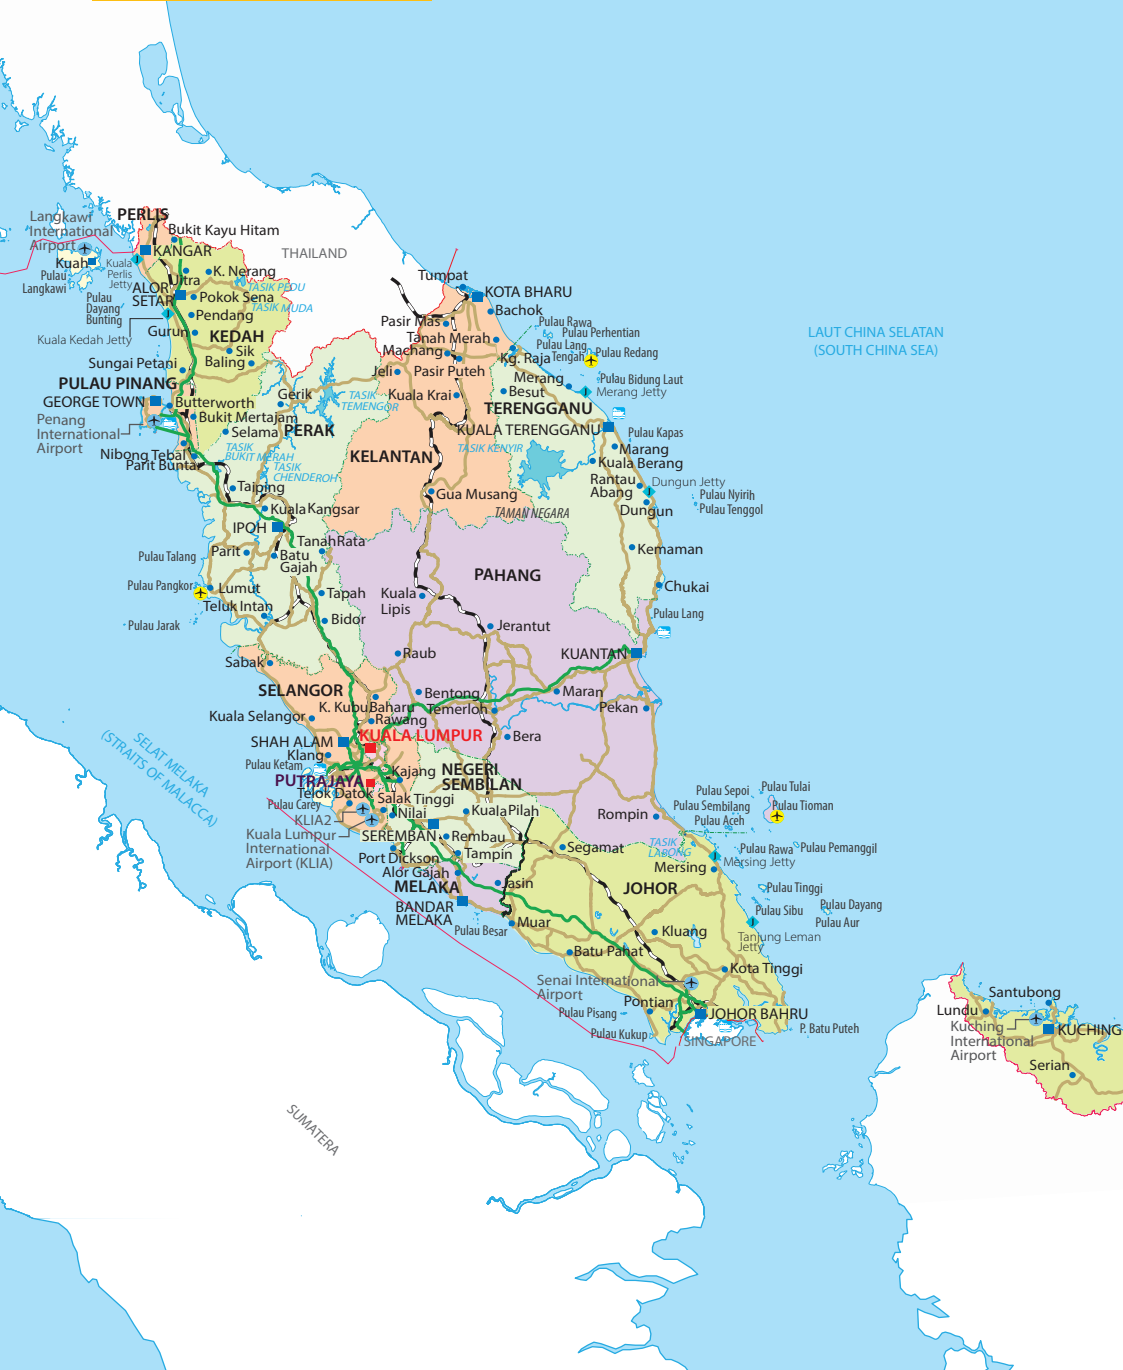 Langkawi
International
Airport
PERLIS
Bukit Kayu Hitam
KANGAR
THAILAND
Kuah
Kuala
Perlis
Jetty
Pulau
Langkawi
Jitra
K. Nerang
TASIK PEDU
ALOR
SETAR
Pokok Sena
TASIK MUDA
Pulau
Dayang
Bunting
Pendang
Kuala Kedah Jetty
Gurun
KEDAH
Sik
Sungai Petani
Baling
PULAU PINANG
GEORGE TOWN
Butterworth
Penang
International
Airport
Bukit Mertajam
Selama
Nibong Tebal
Parit Buntar
Gerik
PERAK
TASIK
TEMENGOR
TASIK
BUKIT MERAH
TASIK
CHENDEROH
Taiping
Kuala Kangsar
IPOH
Tanah Rata
Pulau Talang
Parit
Batu
Gajah
Pulau Pangkor
Lumut
Tapah
Teluk Intan
Bidor
Pulau Jarak
Tumpat
KOTA BHARU
Bachok
Pasir Mas
Tanah Merah
Machang
Jeli
Pasir Puteh
Kuala Krai
KELANTAN
Gua Musang
Pulau Rawa
Pulau Perhentian
Pulau Lang
Tengah
Pulau Redang
Kg. Raja
Merang
Besut
Pulau Bidung Laut
Merang Jetty
TERENGGANU
KUALA TERENGGANU
Pulau Kapas
TASIK KENYIR
Marang
Kuala Berang
Rantau
Abang
Dungun Jetty
Dungun
Pulau Nyirih
Pulau Tenggol
TAMAN NEGARA
Kemaman
Chukai
Pulau Lang
LAUT CHINA SELATAN
(SOUTH CHINA SEA)
PAHANG
Kuala
Lipis
Jerantut
KUANTAN
Raub
Bentong
Maran
Temerloh
Pekan
Bera
Rompin
Sabak
SELANGOR
K. Kubu Baharu
Kuala Selangor
Rawang
SHAH ALAM
KUALA LUMPUR
Klang
Pulau Ketam
PUTRAJAYA
Kajang
Telok Datok
Pulau Carey
KLIA2
Kuala Lumpur
International
Airport (KLIA)
Salak Tinggi
Nilai
NEGERI
SEMBILAN
Kuala Pilah
SEREMBAN
Rembau
Port Dickson
Tampin
Alor Gajah
MELAKA
BANDAR
MELAKA
Jasin
Pulau Besar
Muar
SELAT MELAKA
(STRAITS OF MALACCA)
Pulau Sepoi
Pulau Tulai
Pulau Sembilang
Pulau Tioman
Pulau Aceh
TASIK
LABONG
Pulau Rawa
Pulau Pemanggil
Mersing Jetty
Mersing
Segamat
JOHOR
Pulau Tinggi
Pulau Dayang
Pulau Sibu
Pulau Aur
Tanjung Leman
Jetty
Kluang
Batu Pahat
Kota Tinggi
Senai International
Airport
Pontian
Pulau Pisang
JOHOR BAHRU
Pulau Kukup
SINGAPORE
P. Batu Puteh
SUMATERA
Santubong
Lundu
Kuching
International
Airport
KUCHING
Serian